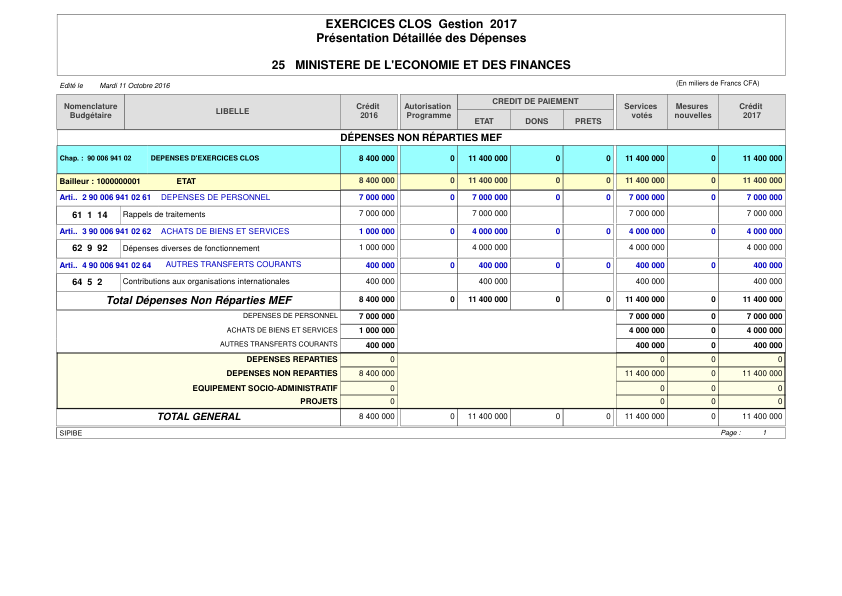 EXERCICES CLOS Gestion 2017
Présentation Détaillée des Dépenses
25 MINISTERE DE L'ECONOMIE ET DES FINANCES
Edité le Mardi 11 Octobre 2016 (En miliers de Francs CFA)
Nomenclature Budgétaire LIBELLE Crédit 2016 Autorisation Programme CREDIT DE PAIEMENT ETAT DONS PRETS Services votés Mesures nouvelles Crédit 2017
DÉPENSES NON RÉPARTIES MEF
Chap. : 90 006 941 02 DEPENSES D'EXERCICES CLOS 8 400 000 0 11 400 000 0 0 11 400 000 0 11 400 000
Bailleur : 1000000001 ETAT 8 400 000 0 11 400 000 0 0 11 400 000 0 11 400 000
Arti.. 2 90 006 941 02 61 DEPENSES DE PERSONNEL 7 000 000 0 7 000 000 0 0 7 000 000 0 7 000 000
61 1 14 Rappels de traitements 7 000 000 7 000 000 7 000 000 7 000 000
Arti.. 3 90 006 941 02 62 ACHATS DE BIENS ET SERVICES 1 000 000 0 4 000 000 0 0 4 000 000 0 4 000 000
62 9 92 Dépenses diverses de fonctionnement 1 000 000 4 000 000 4 000 000 4 000 000
Arti.. 4 90 006 941 02 64 AUTRES TRANSFERTS COURANTS 400 000 0 400 000 0 0 400 000 0 400 000
64 5 2 Contributions aux organisations internationales 400 000 400 000 400 000 400 000
Total Dépenses Non Réparties MEF 8 400 000 0 11 400 000 0 0 11 400 000 0 11 400 000
DEPENSES DE PERSONNEL 7 000 000 7 000 000 0 7 000 000
ACHATS DE BIENS ET SERVICES 1 000 000 4 000 000 0 4 000 000
AUTRES TRANSFERTS COURANTS 400 000 400 000 0 400 000
DEPENSES REPARTIES 0 0 0 0
DEPENSES NON REPARTIES 8 400 000 11 400 000 0 11 400 000
EQUIPEMENT SOCIO-ADMINISTRATIF 0 0 0 0
PROJETS 0 0 0 0
TOTAL GENERAL 8 400 000 0 11 400 000 0 0 11 400 000 0 11 400 000
SIPIBE Page : 1